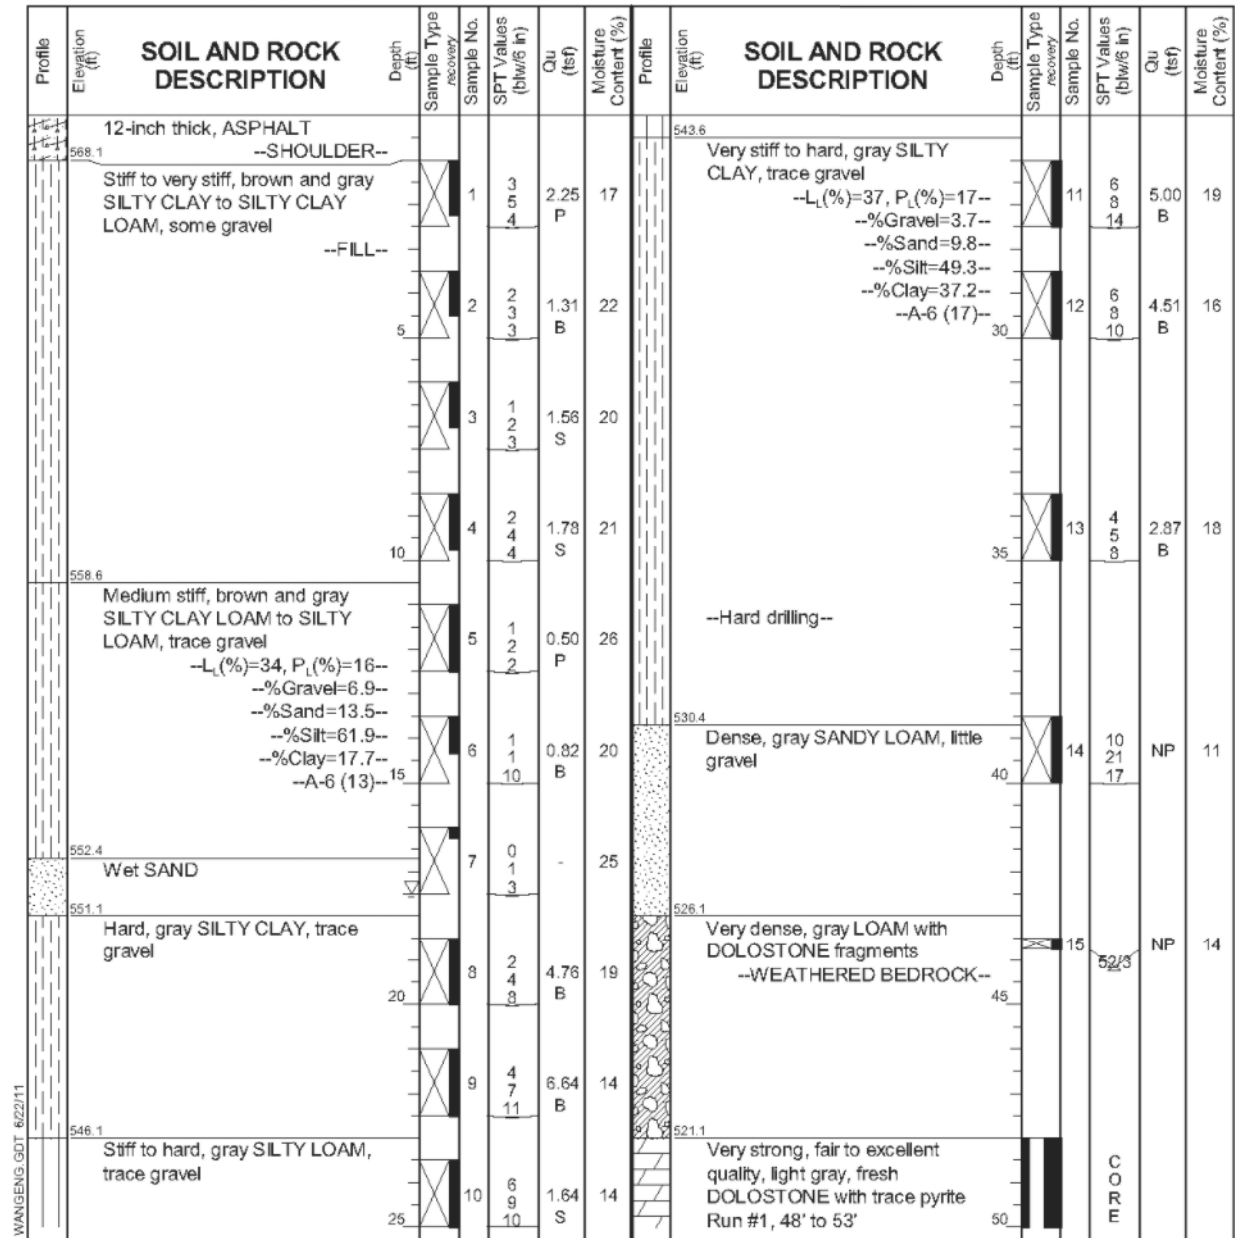 Profile
Elevation
(ft)
SOIL AND ROCK
DESCRIPTION
Depth
(ft)
Sample Type
recovery
Sample No.
SPT Values
(blw/6 in)
Qu
(tsf)
Moisture
Content (%)
12-inch thick, ASPHALT
568.1 --SHOULDER--
Stiff to very stiff, brown and gray
SILTY CLAY to SILTY CLAY
LOAM, some gravel
--FILL--
1 3 5 4 2.25 P 17
2 2 3 3 1.31 B 22
5
3 1 2 3 1.56 S 20
4 2 4 4 1.78 S 21
10
558.6
Medium stiff, brown and gray
SILTY CLAY LOAM to SILTY
LOAM, trace gravel
--LL(%)=34, PL(%)=16--
--%Gravel=6.9--
--%Sand=13.5--
--%Silt=61.9--
--%Clay=17.7--
--A-6 (13)--
5 1 2 2 0.50 P 26
6 1 1 10 0.82 B 20
15
552.4
Wet SAND
7 0 1 3 - 25
551.1
Hard, gray SILTY CLAY, trace
gravel
8 2 4 8 4.76 B 19
20
9 4 7 11 6.64 B 14
546.1
Stiff to hard, gray SILTY LOAM,
trace gravel
10 6 9 10 1.64 S 14
25
WANGENG.GDT 6/22/11
Profile
Elevation
(ft)
SOIL AND ROCK
DESCRIPTION
Depth
(ft)
Sample Type
recovery
Sample No.
SPT Values
(blw/6 in)
Qu
(tsf)
Moisture
Content (%)
543.6
Very stiff to hard, gray SILTY
CLAY, trace gravel
--LL(%)=37, PL(%)=17--
--%Gravel=3.7--
--%Sand=9.8--
--%Silt=49.3--
--%Clay=37.2--
--A-6 (17)--
11 6 8 14 5.00 B 19
12 6 8 10 4.51 B 16
30
13 4 5 8 2.87 B 18
35
--Hard drilling--
530.4
Dense, gray SANDY LOAM, little
gravel
14 10 21 17 NP 11
40
526.1
Very dense, gray LOAM with
DOLOSTONE fragments
--WEATHERED BEDROCK--
15 52/3 NP 14
45
521.1
Very strong, fair to excellent
quality, light gray, fresh
DOLOSTONE with trace pyrite
Run #1, 48' to 53'
50
CORE